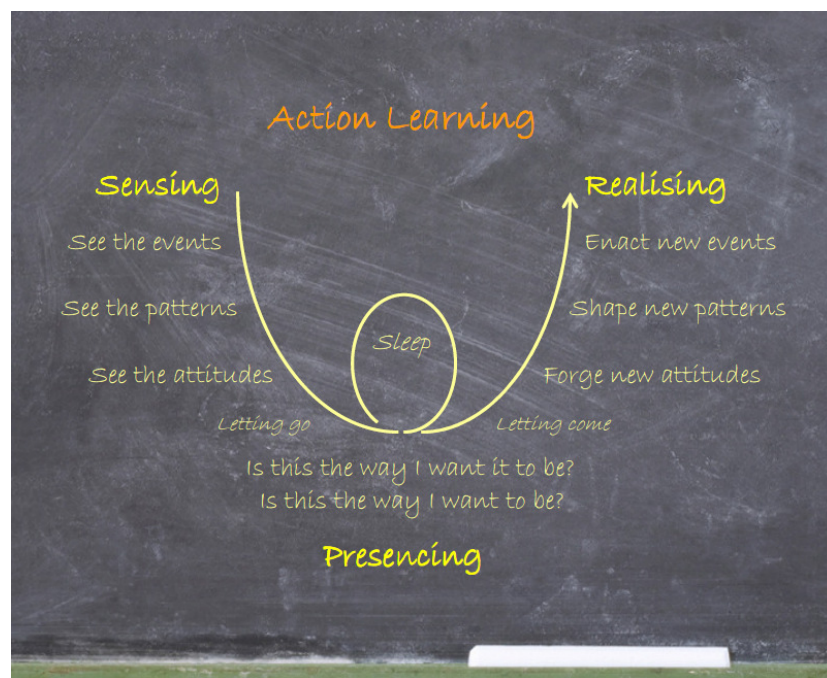 Action Learning
Sensing
Realising
See the events
Enact new events
See the patterns
Shape new patterns
Sleep
See the attitudes
Forge new attitudes
Letting go
Letting come
Is this the way I want it to be?
Is this the way I want to be?
Presencing